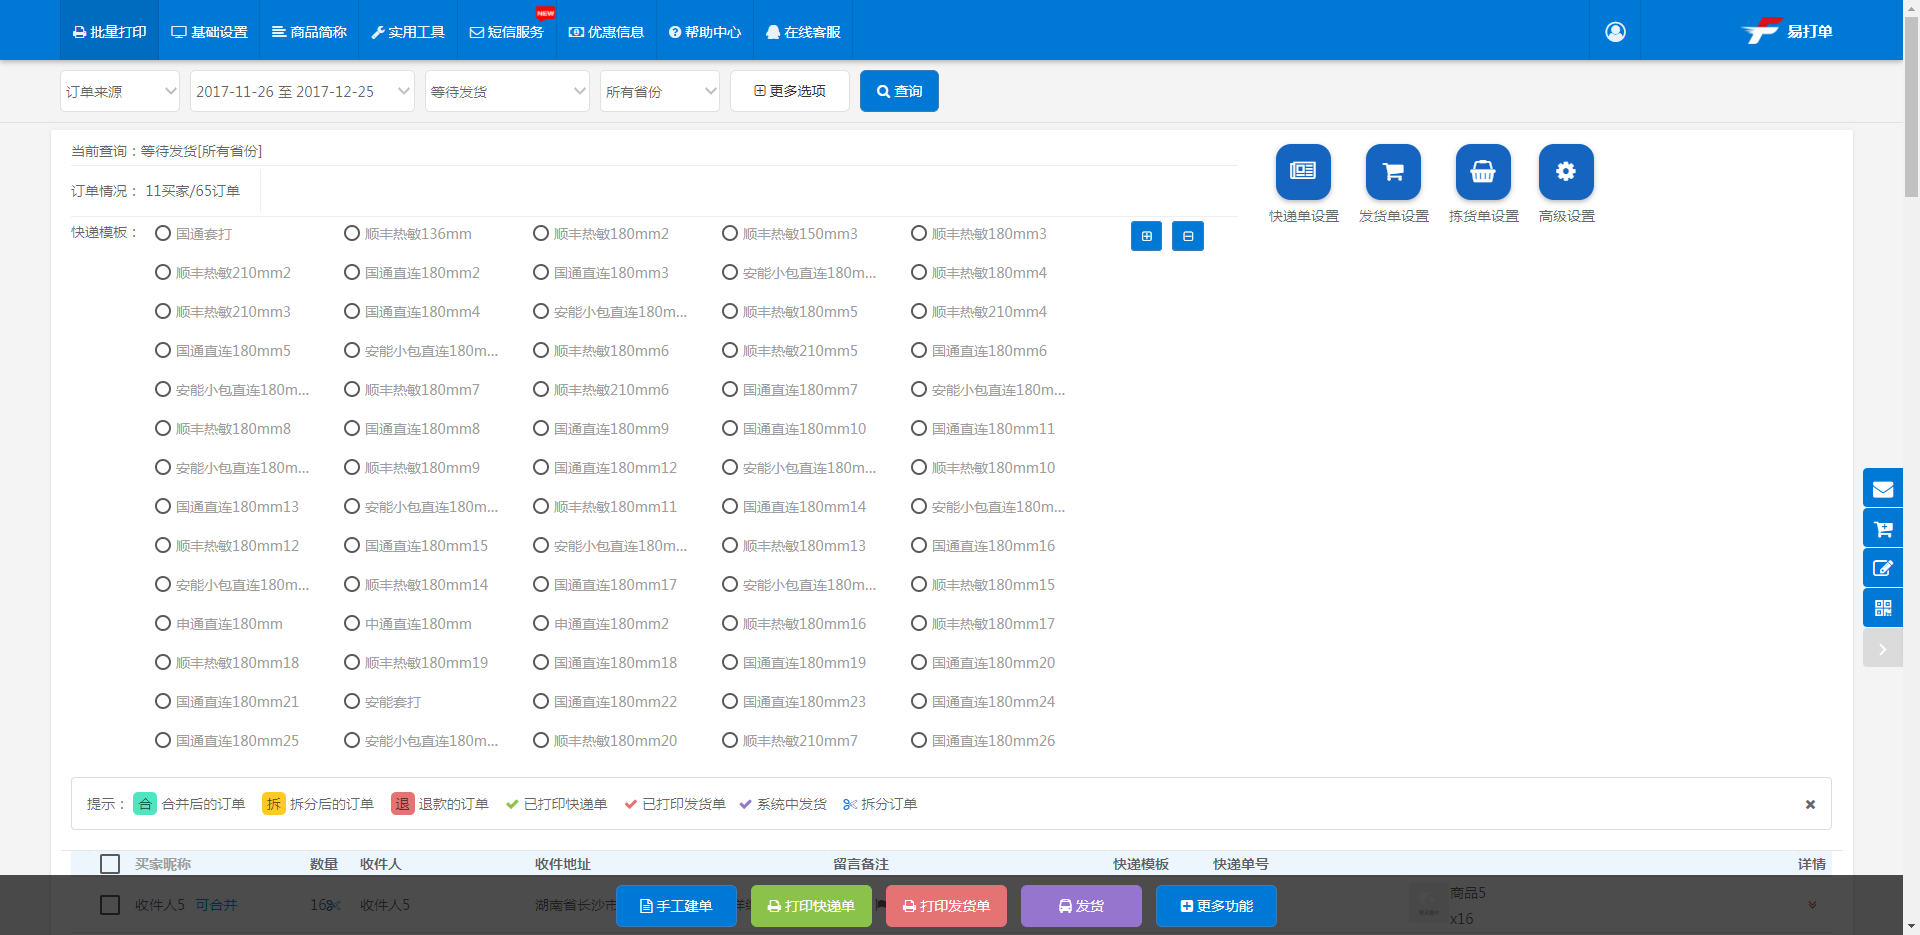 批量打印 基础设置 商品简称 实用工具 短信服务 NEW 优惠信息 帮助中心 在线客服 易打单
订单来源 2017-11-26 至 2017-12-25 等待发货 所有省份 更多选项 查询
当前查询：等待发货[所有省份]
订单情况： 11买家/65订单
快递单设置 发货单设置 拣货单设置 高级设置
快递模板： 国通套打 顺丰热敏136mm 顺丰热敏180mm2 顺丰热敏150mm3 顺丰热敏180mm3
顺丰热敏210mm2 国通直连180mm2 国通直连180mm3 安能小包直连180m... 顺丰热敏180mm4
顺丰热敏210mm3 国通直连180mm4 安能小包直连180m... 顺丰热敏180mm5 顺丰热敏210mm4
国通直连180mm5 安能小包直连180m... 顺丰热敏180mm6 顺丰热敏210mm5 国通直连180mm6
安能小包直连180m... 顺丰热敏180mm7 顺丰热敏210mm6 国通直连180mm7 安能小包直连180m...
顺丰热敏180mm8 国通直连180mm8 国通直连180mm9 国通直连180mm10 国通直连180mm11
安能小包直连180m... 顺丰热敏180mm9 国通直连180mm12 安能小包直连180m... 顺丰热敏180mm10
国通直连180mm13 安能小包直连180m... 顺丰热敏180mm11 国通直连180mm14 安能小包直连180m...
顺丰热敏180mm12 国通直连180mm15 安能小包直连180m... 顺丰热敏180mm13 国通直连180mm16
安能小包直连180m... 顺丰热敏180mm14 国通直连180mm17 安能小包直连180m... 顺丰热敏180mm15
申通直连180mm 中通直连180mm 申通直连180mm2 顺丰热敏180mm16 顺丰热敏180mm17
顺丰热敏180mm18 顺丰热敏180mm19 国通直连180mm18 国通直连180mm19 国通直连180mm20
国通直连180mm21 安能套打 国通直连180mm22 国通直连180mm23 国通直连180mm24
国通直连180mm25 安能小包直连180m... 顺丰热敏180mm20 顺丰热敏210mm7 国通直连180mm26
提示： 合 合并后的订单 拆 拆分后的订单 退 退款的订单 已打印快递单 已打印发货单 系统中发货 拆分订单
买家昵称 数量 收件人 收件地址 留言备注 快递模板 快递单号 详情
收件人5 可合并 16 收件人5 湖南省长沙市 商品5
x16
手工建单 打印快递单 打印发货单 发货 更多功能